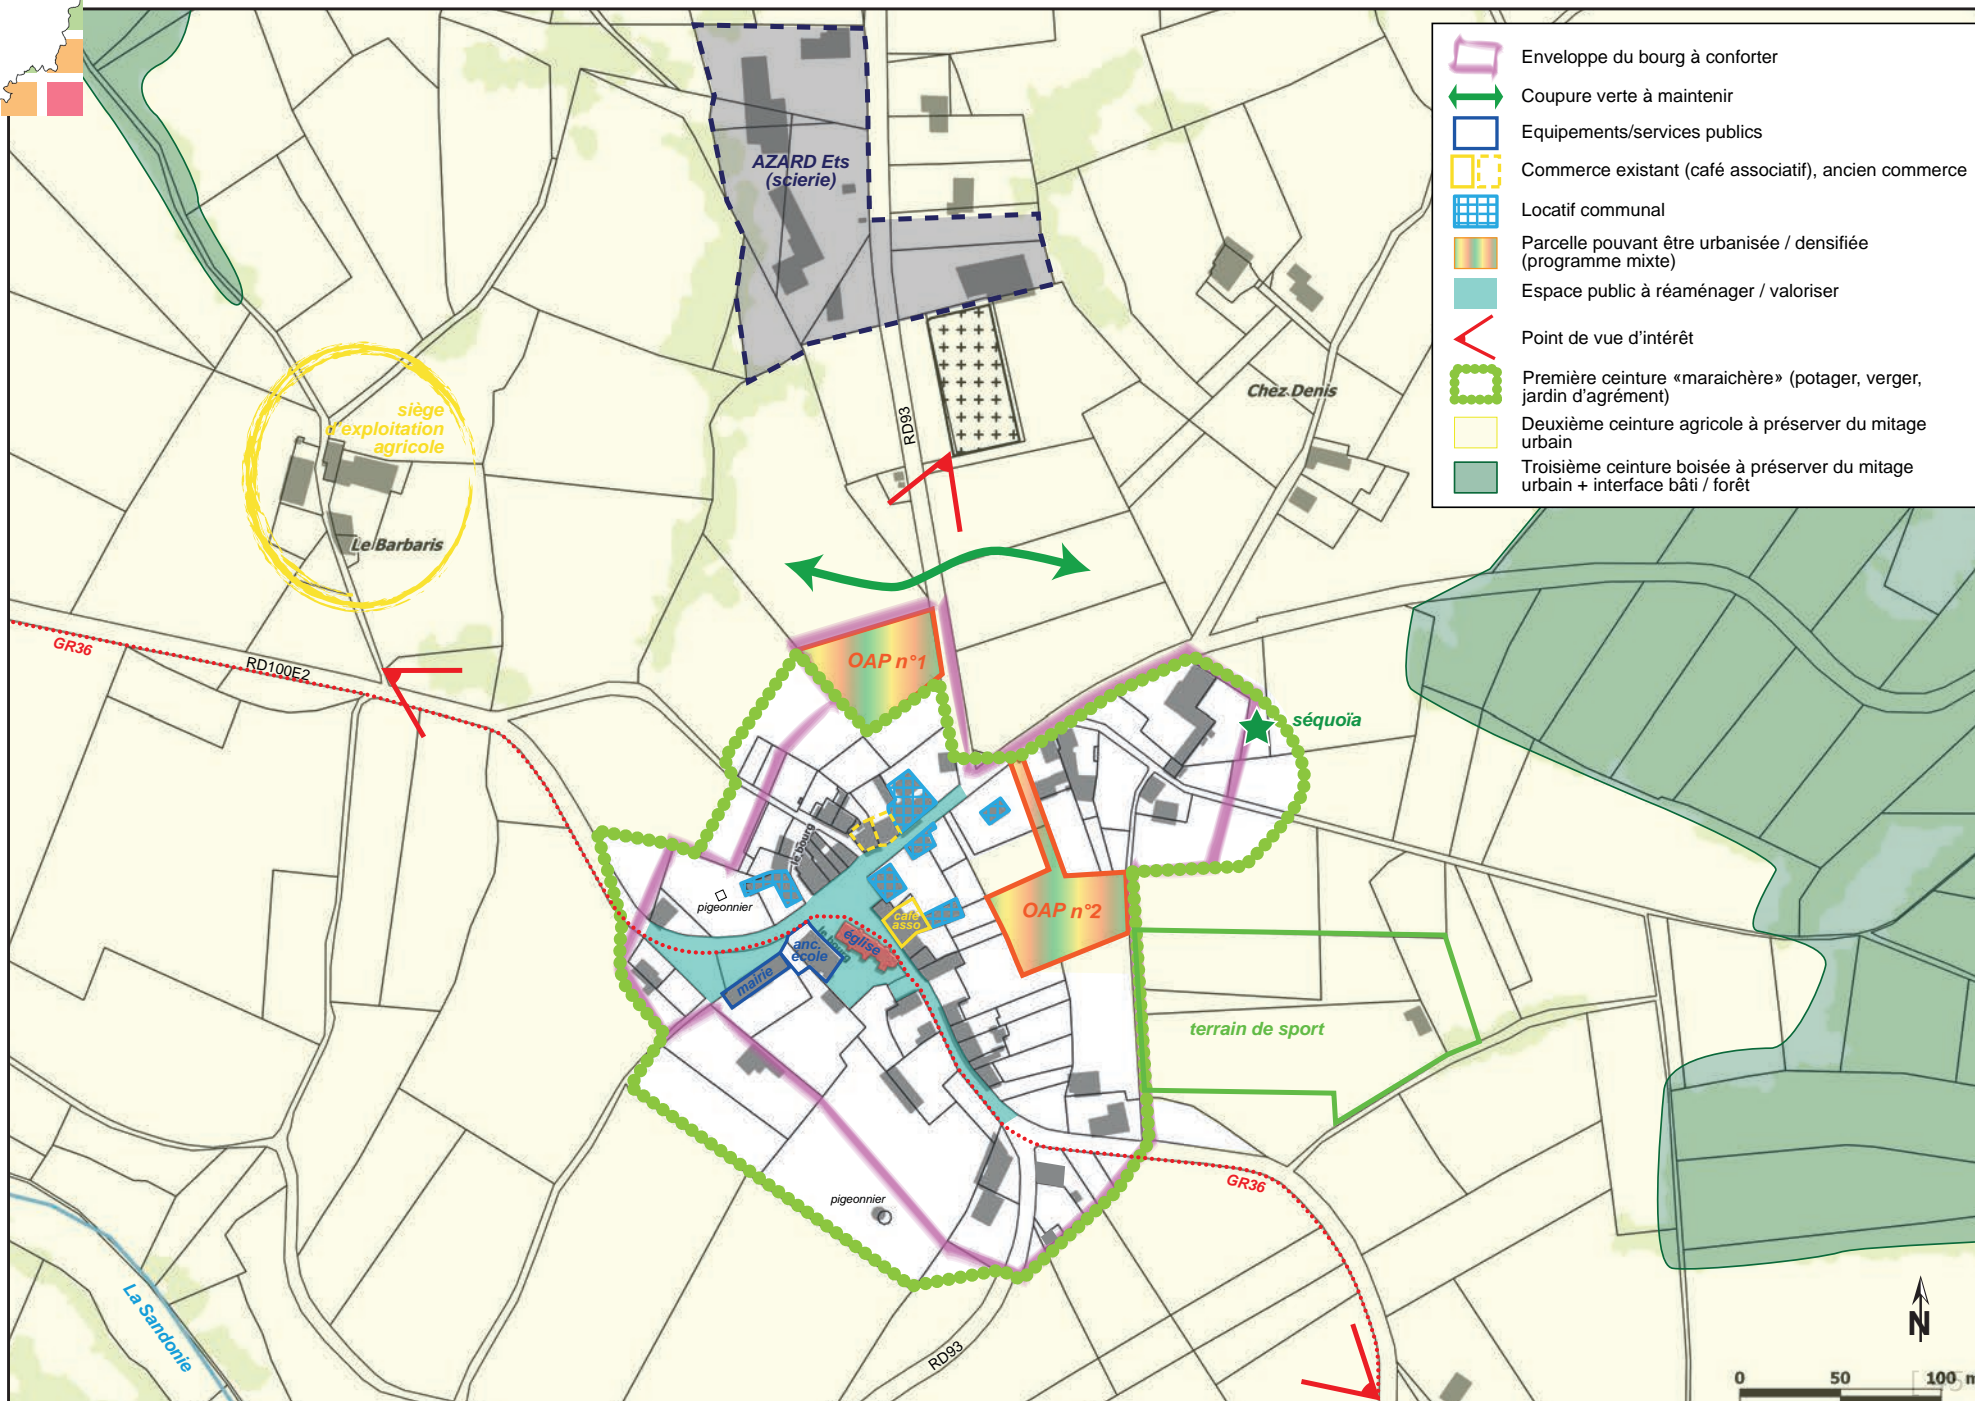 Enveloppe du bourg à conforter
Coupure verte à maintenir
Equipements/services publics
Commerce existant (café associatif), ancien commerce
Locatif communal
Parcelle pouvant être urbanisée / densifiée
(programme mixte)
Espace public à réaménager / valoriser
Point de vue d'intérêt
Première ceinture «maraichère» (potager, verger,
jardin d'agrément)
Deuxième ceinture agricole à préserver du mitage
urbain
Troisième ceinture boisée à préserver du mitage
urbain + interface bâti / forêt
AZARD Ets
(scierie)
siège
d'exploitation
agricole
Le Barbaris
Chez Denis
RD93
GR36
RD100E2
OAP n°1
séquoïa
le bourg
pigeonnier
café
asso
OAP n°2
église
le bourg
anc.
école
mairie
terrain de sport
GR36
pigeonnier
La Sandonie
RD93
N
0 50 100 m